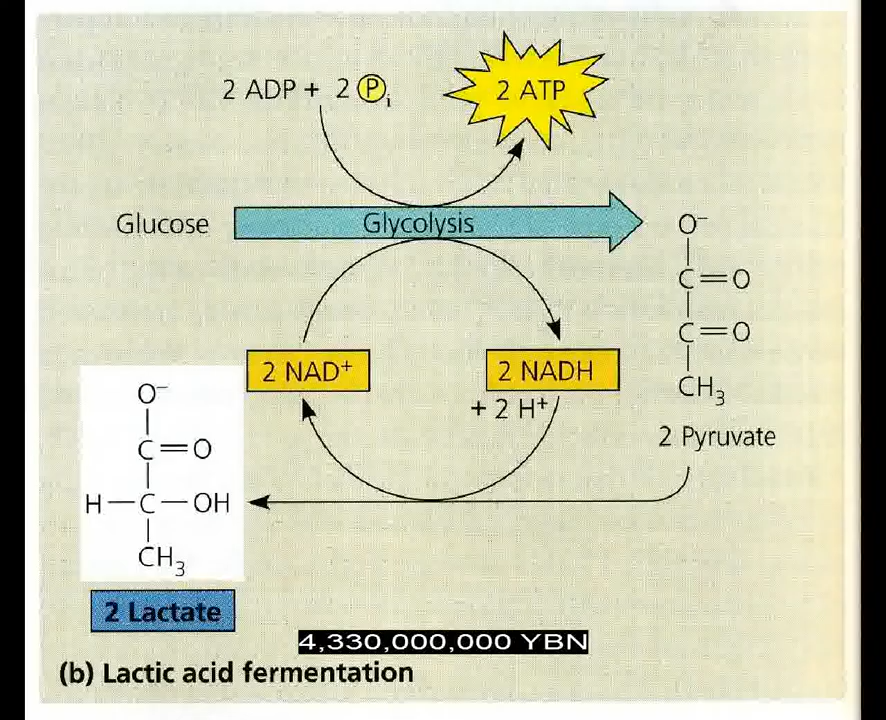 2 ADP + 2 Pi
2 ATP
Glucose
Glycolysis
O−
C=O
C=O
CH3
2 Pyruvate
2 NAD+
2 NADH
+ 2 H+
O−
C=O
H—C—OH
CH3
2 Lactate
4,330,000,000 YBN
(b) Lactic acid fermentation